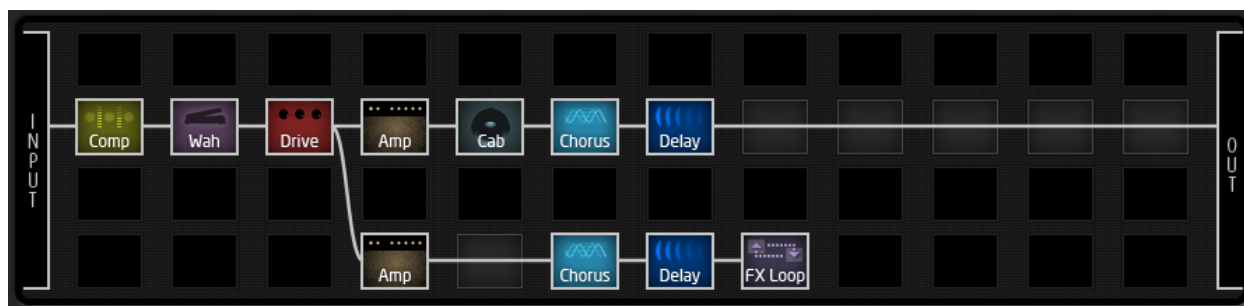 INPUT
Comp
Wah
Drive
Amp
Cab
Chorus
Delay
OUT
Amp
Chorus
Delay
FX Loop